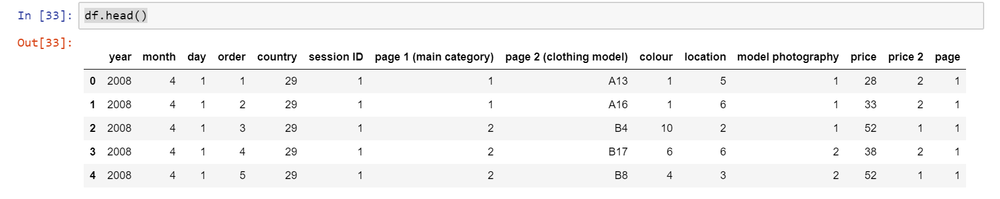 In [33]: df.head()
Out[33]:
year month day order country session ID page 1 (main category) page 2 (clothing model) colour location model photography price price 2 page
0 2008 4 1 1 29 1 1 A13 1 5 1 28 2 1
1 2008 4 1 2 29 1 1 A16 1 6 1 33 2 1
2 2008 4 1 3 29 1 2 B4 10 2 1 52 1 1
3 2008 4 1 4 29 1 2 B17 6 6 2 38 2 1
4 2008 4 1 5 29 1 2 B8 4 3 2 52 1 1